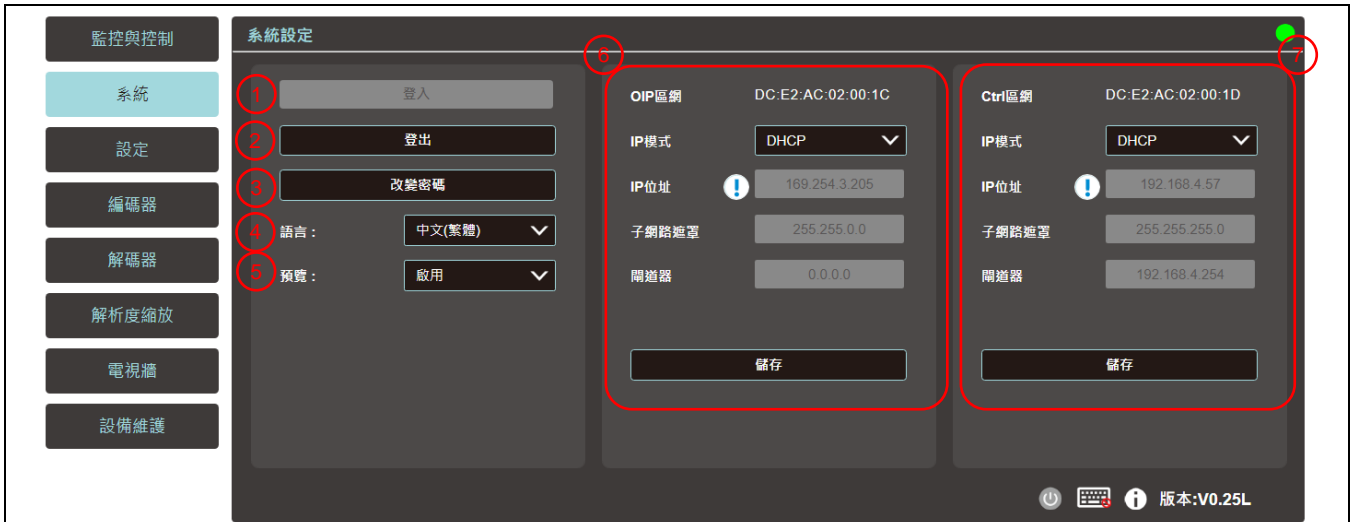 監控與控制
系統
設定
編碼器
解碼器
解析度縮放
電視牆
設備維護
系統設定
1 登入
2 登出
3 改變密碼
4 語言： 中文(繁體)
5 預覽： 啟用
6
OIP區網 DC:E2:AC:02:00:1C
IP模式 DHCP
IP位址 169.254.3.205
子網路遮罩 255.255.0.0
閘道器 0.0.0.0
儲存
7
Ctrl區網 DC:E2:AC:02:00:1D
IP模式 DHCP
IP位址 192.168.4.57
子網路遮罩 255.255.255.0
閘道器 192.168.4.254
儲存
版本:V0.25L